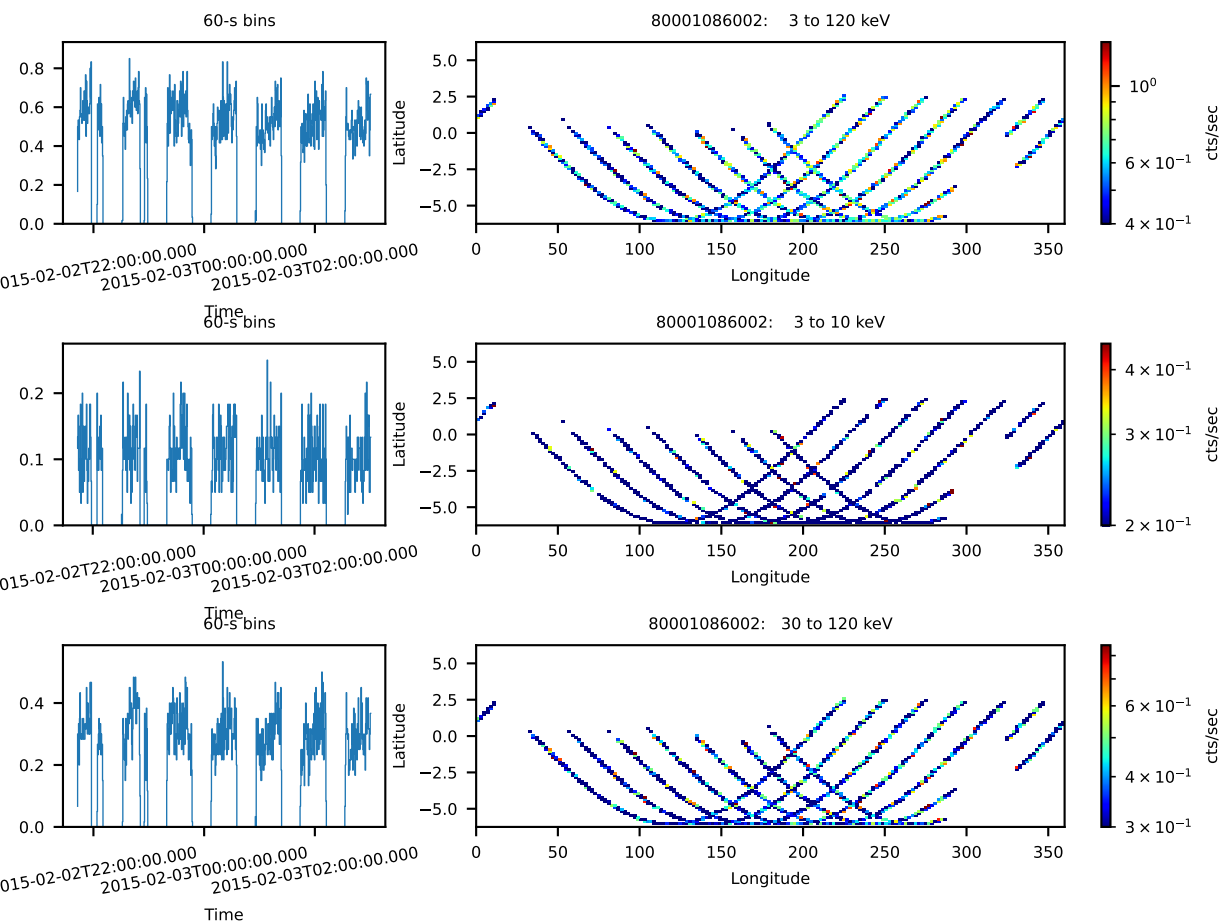 60-s bins
80001086002:    3 to 120 keV
0.8
0.6
0.4
0.2
0.0
015-02-02T22:00:00.000
2015-02-03T00:00:00.000
2015-02-03T02:00:00.000
Time
Latitude
5.0
2.5
0.0
−2.5
−5.0
0 50 100 150 200 250 300 350
Longitude
10⁰
6 × 10⁻¹
4 × 10⁻¹
cts/sec
60-s bins
80001086002:    3 to 10 keV
0.2
0.1
0.0
015-02-02T22:00:00.000
2015-02-03T00:00:00.000
2015-02-03T02:00:00.000
Time
Latitude
5.0
2.5
0.0
−2.5
−5.0
0 50 100 150 200 250 300 350
Longitude
4 × 10⁻¹
3 × 10⁻¹
2 × 10⁻¹
cts/sec
60-s bins
80001086002:   30 to 120 keV
0.4
0.2
0.0
015-02-02T22:00:00.000
2015-02-03T00:00:00.000
2015-02-03T02:00:00.000
Time
Latitude
5.0
2.5
0.0
−2.5
−5.0
0 50 100 150 200 250 300 350
Longitude
6 × 10⁻¹
4 × 10⁻¹
3 × 10⁻¹
cts/sec